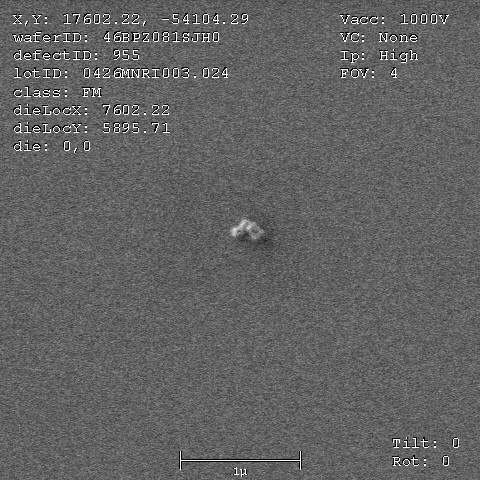 X,Y: 17602.22, -54104.29
waferID: 46BPZ081SJH0
defectID: 955
lotID: 0426MNRI003.024
class: FM
dieLocX: 7602.22
dieLocY: 5895.71
die: 0,0
Vacc: 1000V
VC: None
Ip: High
FOV: 4
1µ
Tilt: 0
Rot: 0